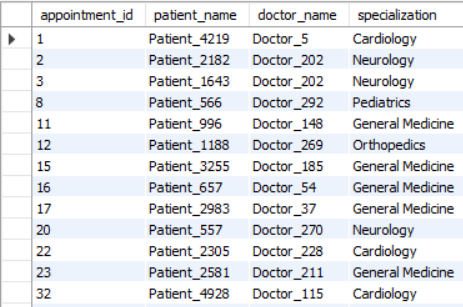 appointment_id patient_name doctor_name specialization
1 Patient_4219 Doctor_5 Cardiology
2 Patient_2182 Doctor_202 Neurology
3 Patient_1643 Doctor_202 Neurology
8 Patient_566 Doctor_292 Pediatrics
11 Patient_996 Doctor_148 General Medicine
12 Patient_1188 Doctor_269 Orthopedics
15 Patient_3255 Doctor_185 General Medicine
16 Patient_657 Doctor_54 General Medicine
17 Patient_2983 Doctor_37 General Medicine
20 Patient_557 Doctor_270 Neurology
22 Patient_2305 Doctor_228 Cardiology
23 Patient_2581 Doctor_211 General Medicine
32 Patient_4928 Doctor_115 Cardiology